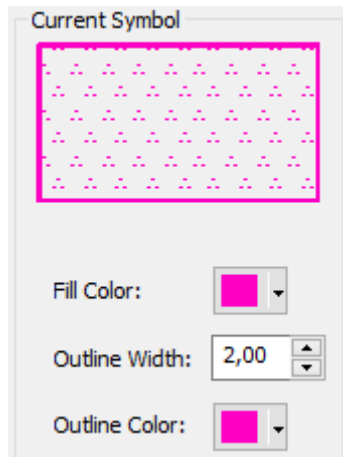 Current Symbol
Fill Color:
Outline Width: 2,00
Outline Color: